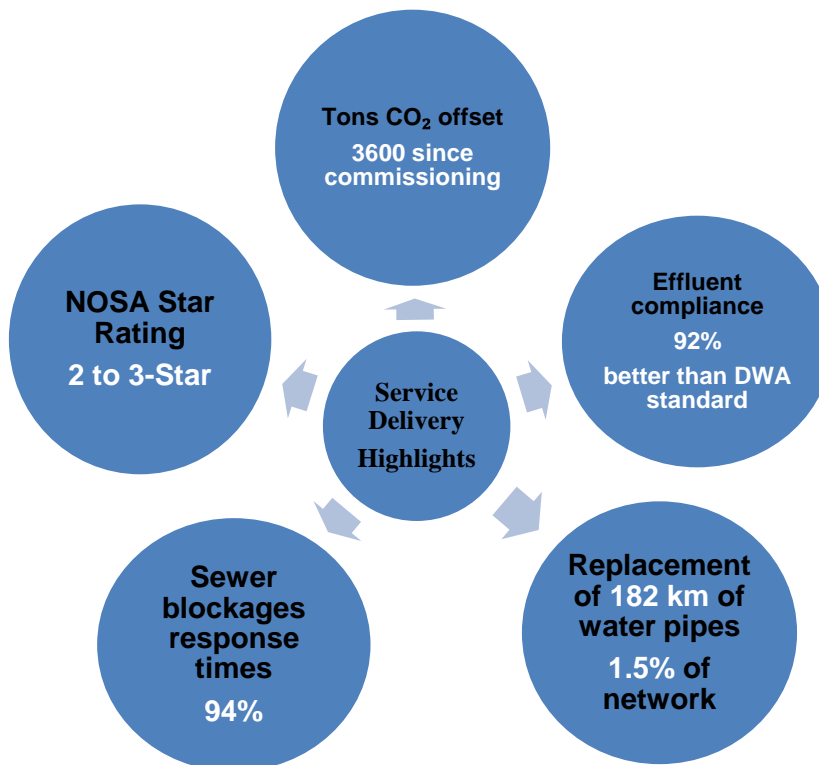 Tons CO₂ offset
3600 since
commissioning
NOSA Star
Rating
2 to 3-Star
Effluent
compliance
92%
better than DWA
standard
Service
Delivery
Highlights
Sewer
blockages
response
times
94%
Replacement
of 182 km of
water pipes
1.5% of
network